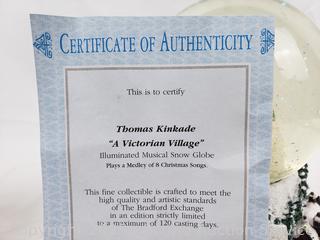 CERTIFICATE OF AUTHENTICITY
This is to certify
Thomas Kinkade
"A Victorian Village"
Illuminated Musical Snow Globe
Plays a Medley of 8 Christmas Songs.
This fine collectible is crafted to meet the
high quality and artistic standards
of The Bradford Exchange
in an edition strictly limited
to a maximum of 120 casting days.